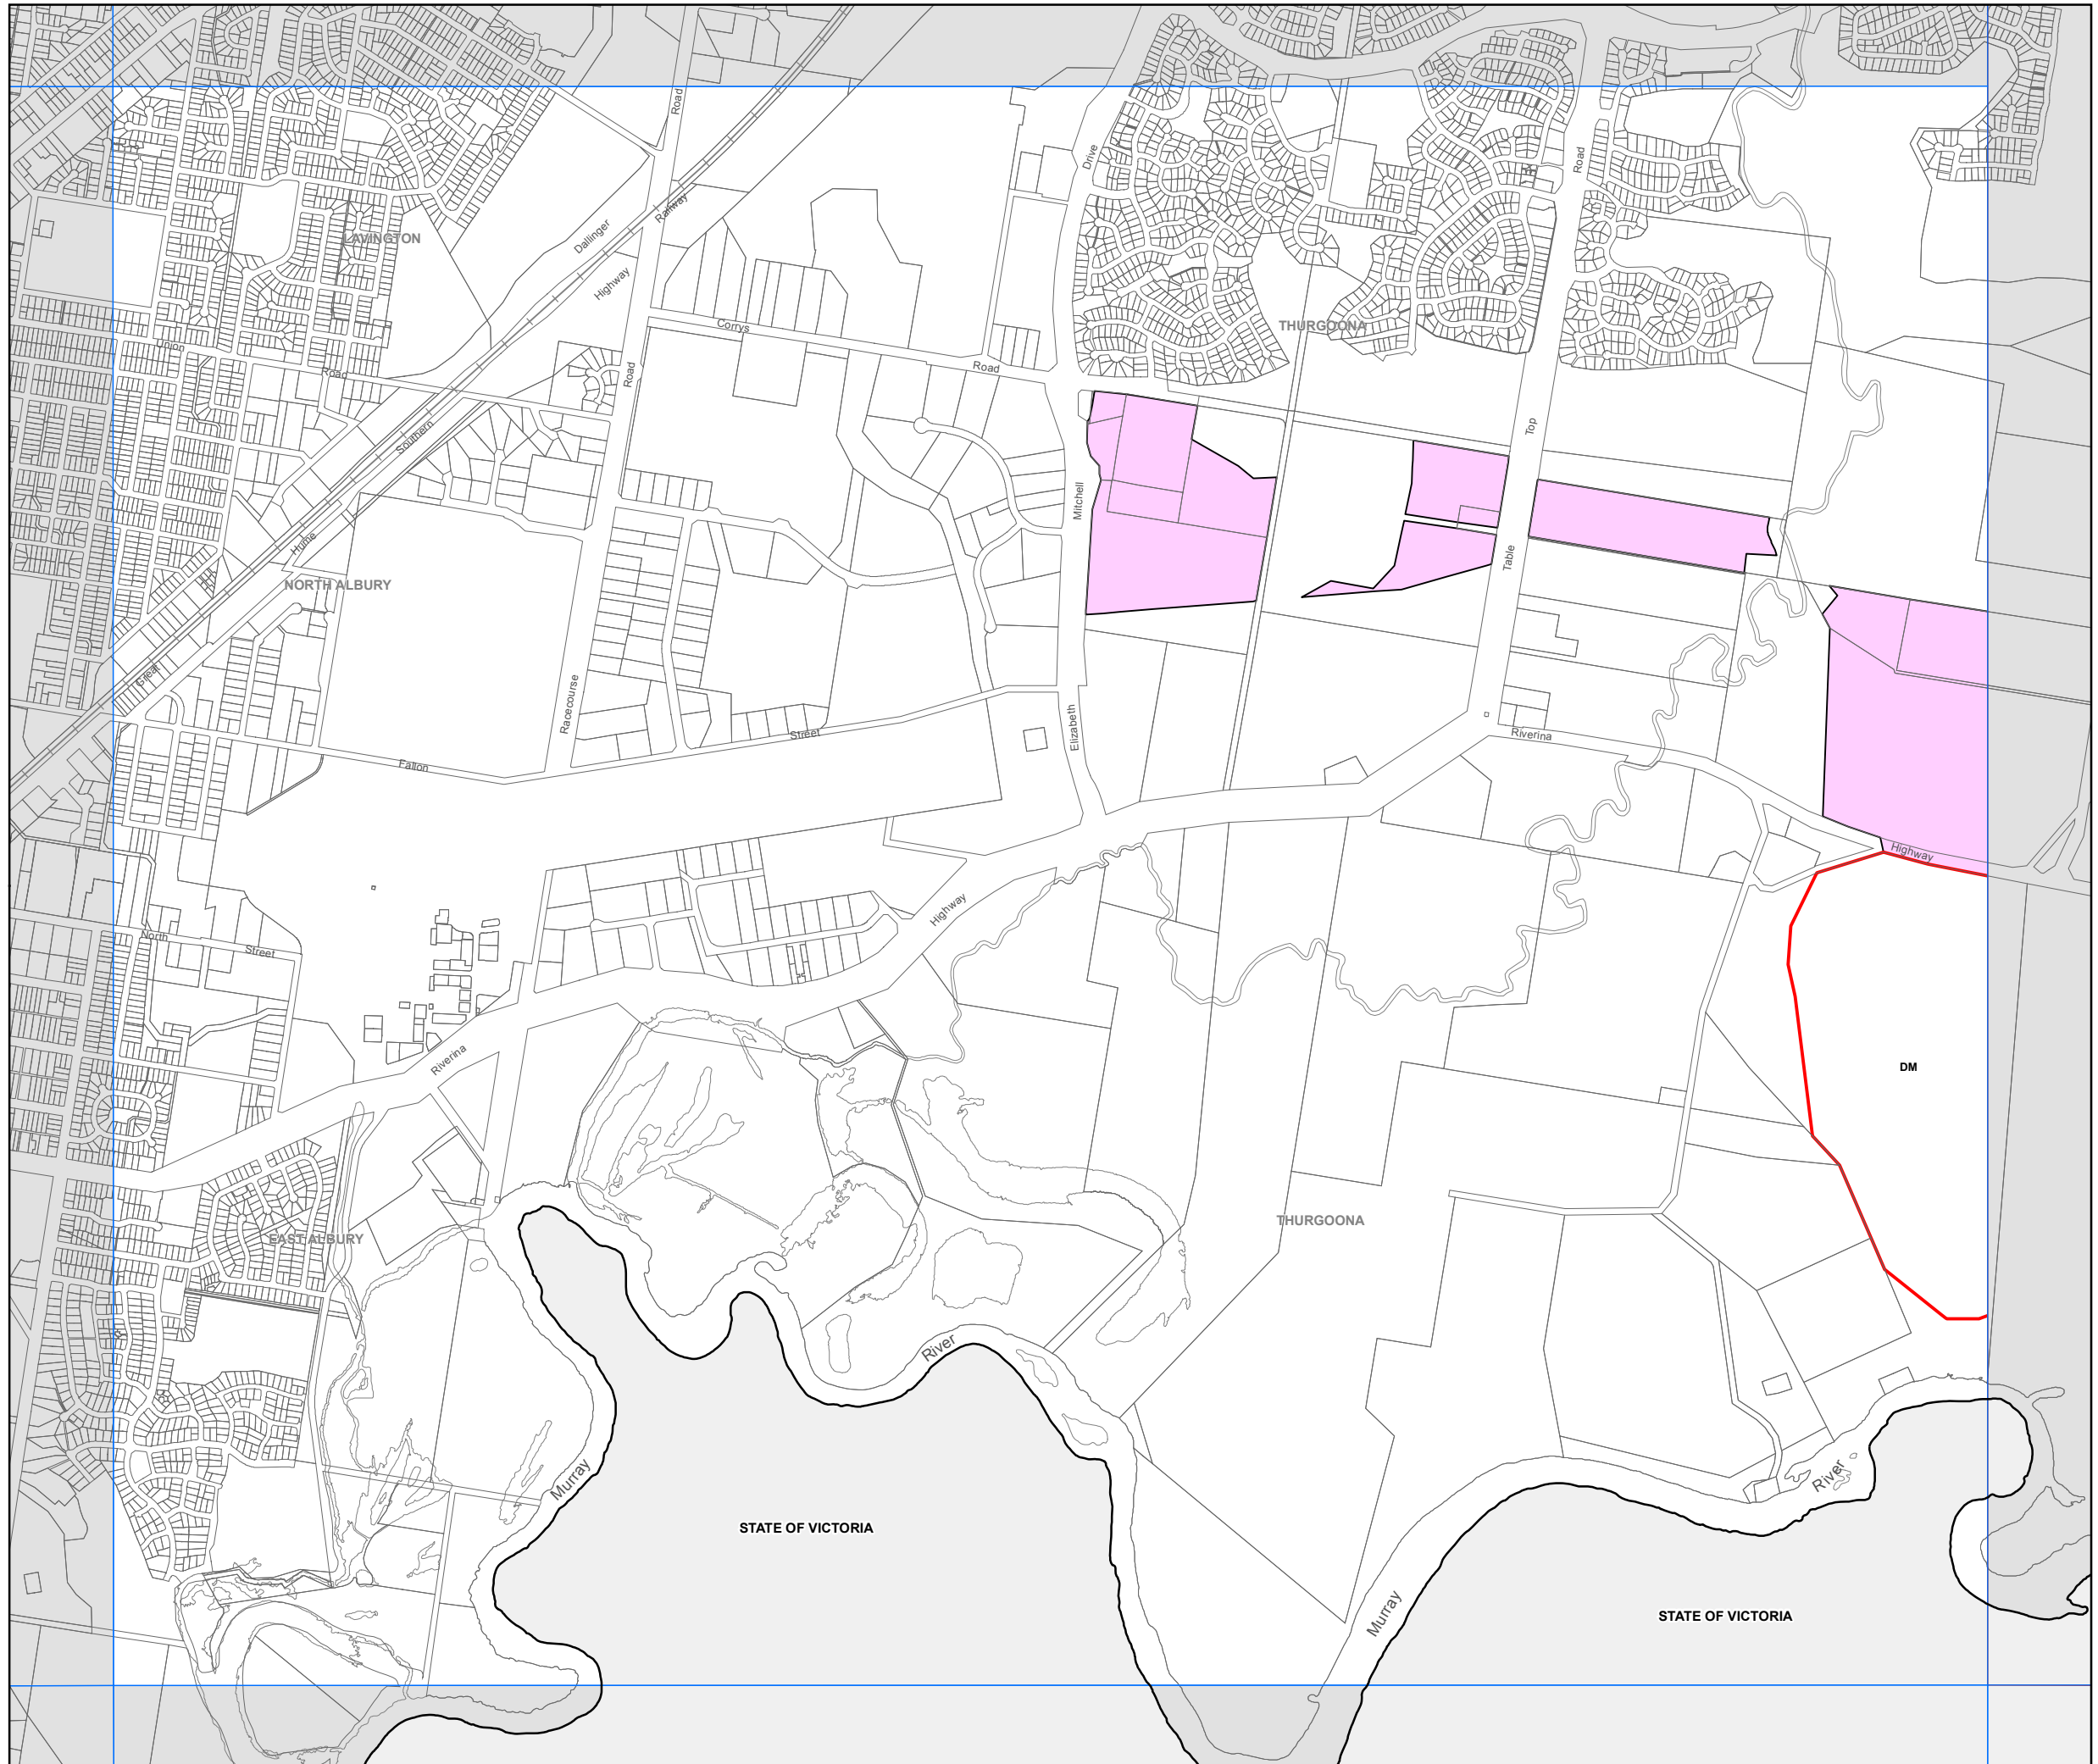 Road
Drive
Road
Railway
Dallinger
LAVINGTON
Highway
THURGOONA
Corrys
Union
Road
Road
Road
Top
Southern
Mitchell
Hume
Table
NORTH ALBURY
Great
Racecourse
Elizabeth
Street
Riverina
Fallon
Highway
Highway
North
Street
Riverina
DM
THURGOONA
EAST ALBURY
River
Murray
River
STATE OF VICTORIA
Murray
STATE OF VICTORIA